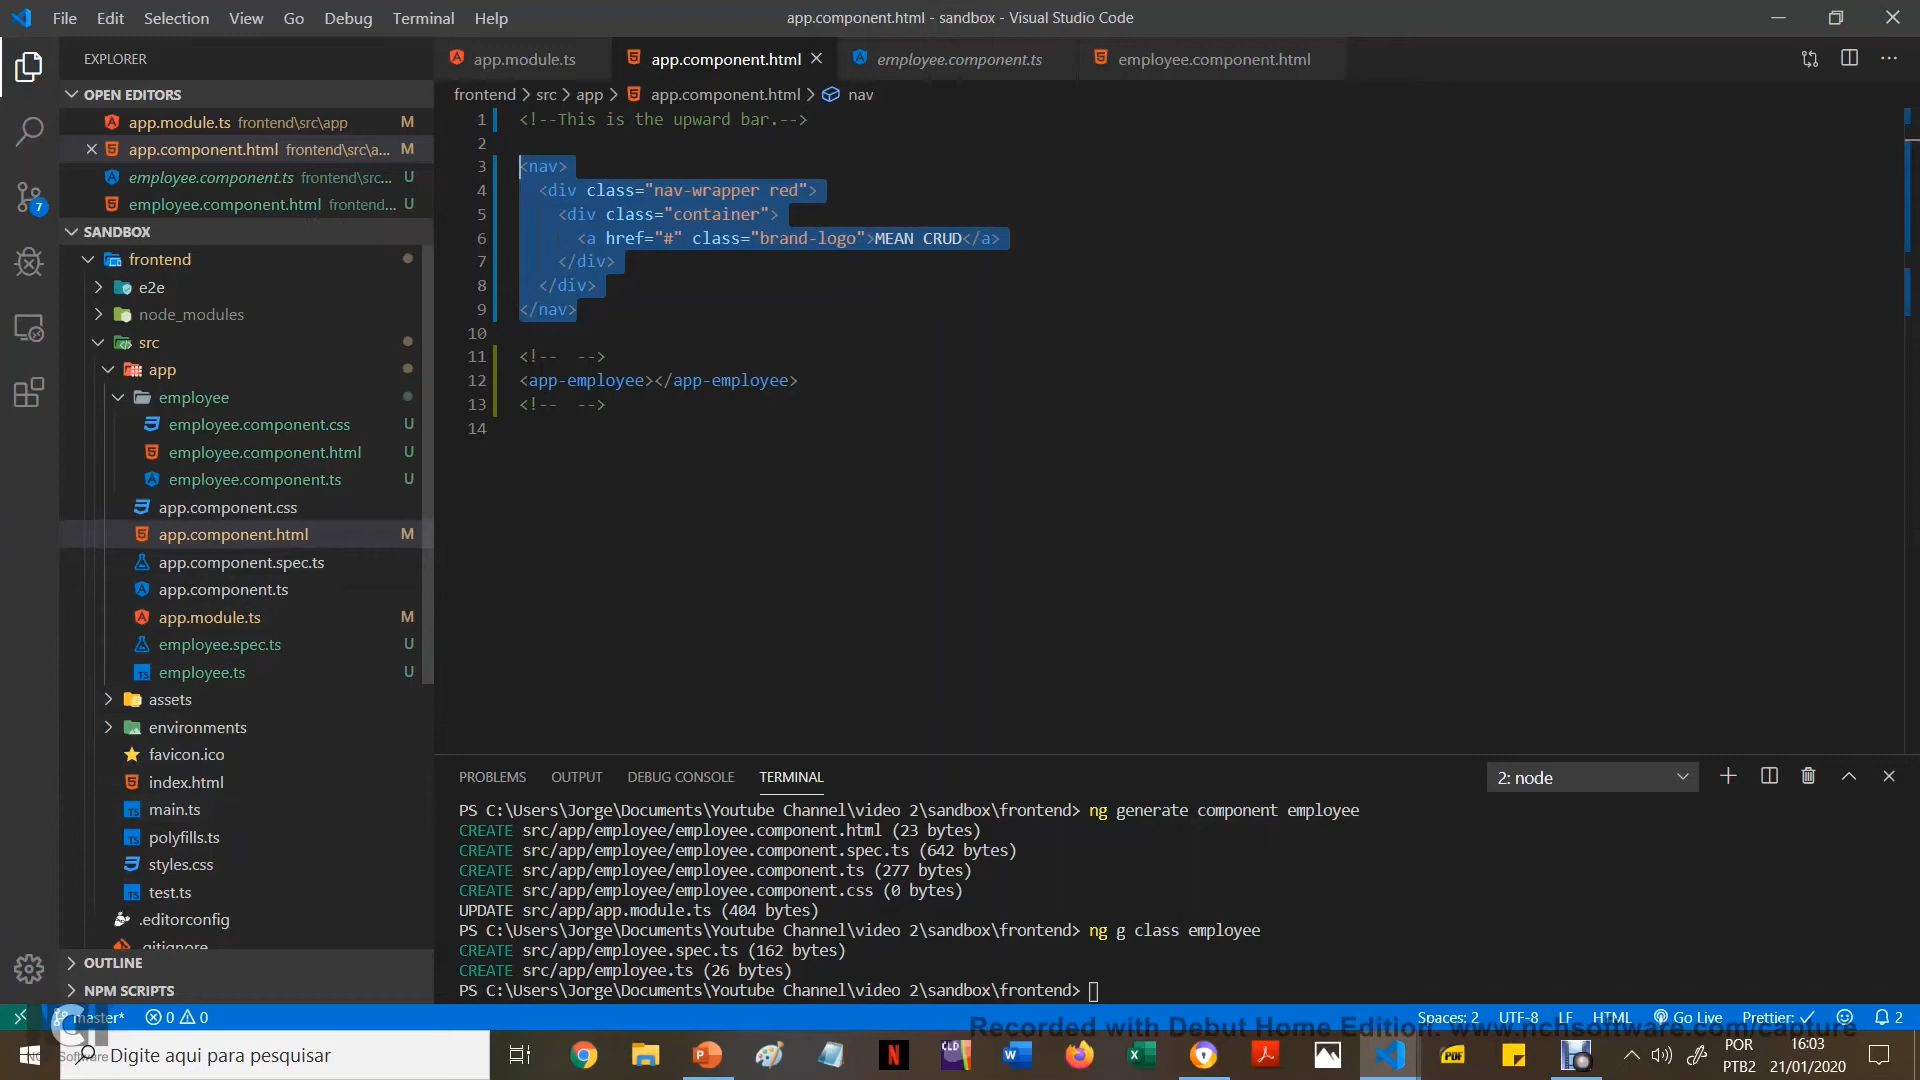 File Edit Selection View Go Debug Terminal Help
app.component.html - sandbox - Visual Studio Code
EXPLORER
app.module.ts
app.component.html
employee.component.ts
employee.component.html
OPEN EDITORS
app.module.ts frontend\src\app M
app.component.html frontend\src\a... M
employee.component.ts frontend\src... U
employee.component.html frontend... U
SANDBOX
frontend
e2e
node_modules
src
app
employee
employee.component.css U
employee.component.html U
employee.component.ts U
app.component.css
app.component.html M
app.component.spec.ts
app.component.ts
app.module.ts M
employee.spec.ts U
employee.ts U
assets
environments
favicon.ico
index.html
main.ts
polyfills.ts
styles.css
test.ts
.editorconfig
.gitignore
OUTLINE
NPM SCRIPTS
7
frontend > src > app > app.component.html > nav
1 <!--This is the upward bar.-->
2
3 <nav>
4 <div class="nav-wrapper red">
5 <div class="container">
6 <a href="#" class="brand-logo">MEAN CRUD</a>
7 </div>
8 </div>
9 </nav>
10
11 <!-- -->
12 <app-employee></app-employee>
13 <!-- -->
14
PROBLEMS OUTPUT DEBUG CONSOLE TERMINAL
2: node
PS C:\Users\Jorge\Documents\Youtube Channel\video 2\sandbox\frontend> ng generate component employee
CREATE src/app/employee/employee.component.html (23 bytes)
CREATE src/app/employee/employee.component.spec.ts (642 bytes)
CREATE src/app/employee/employee.component.ts (277 bytes)
CREATE src/app/employee/employee.component.css (0 bytes)
UPDATE src/app/app.module.ts (404 bytes)
PS C:\Users\Jorge\Documents\Youtube Channel\video 2\sandbox\frontend> ng g class employee
CREATE src/app/employee.spec.ts (162 bytes)
CREATE src/app/employee.ts (26 bytes)
PS C:\Users\Jorge\Documents\Youtube Channel\video 2\sandbox\frontend>
master* 0 0
Spaces: 2 UTF-8 LF HTML Go Live Prettier: ✓ 2
Recorded with Debut Home Edition. www.nchsoftware.com/capture
Software
Digite aqui para pesquisar
POR
PTB2
16:03
21/01/2020